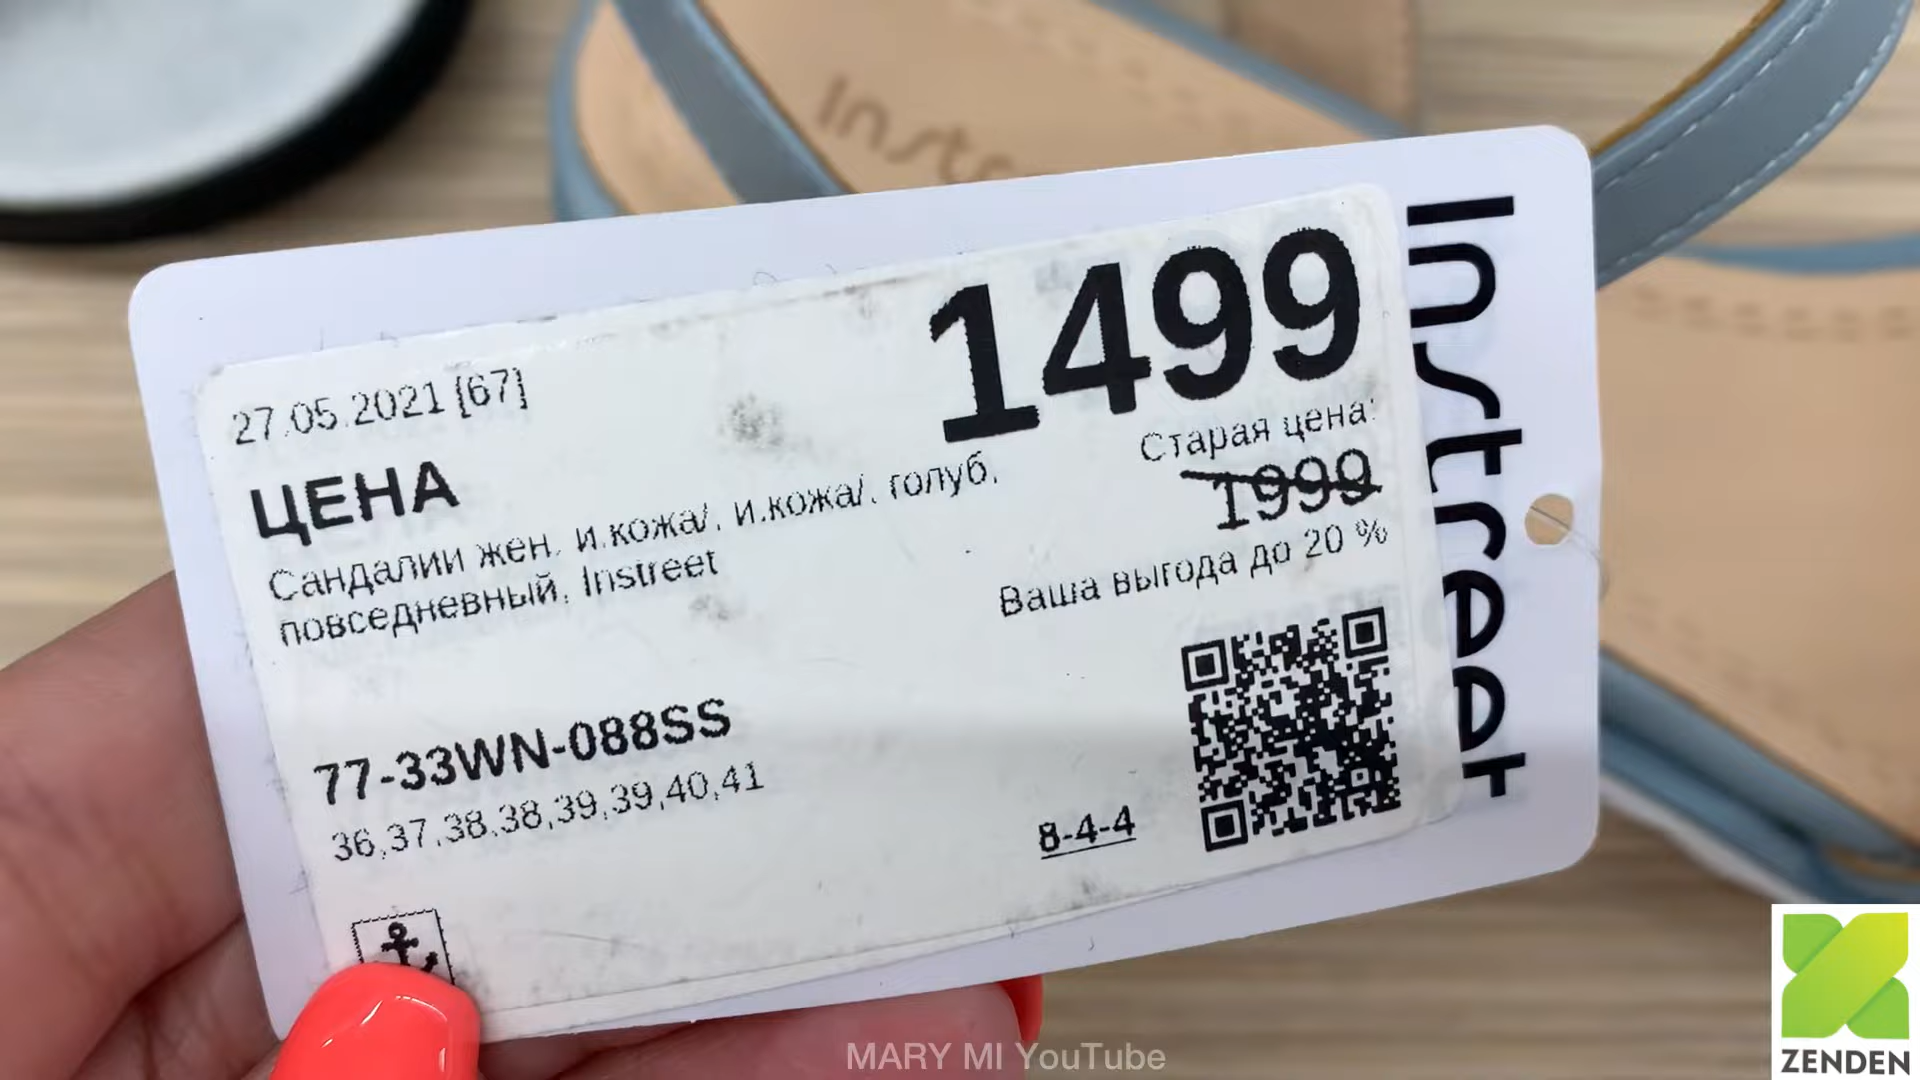 Inst
1499
27.05.2021 [67]
Старая цена:
1999
ЦЕНА
Сандалии жен. и.кожа/. и.кожа/. голуб.
повседневный, Instreet
Ваша выгода до 20 %
77-33WN-088SS
36,37,38,38,39,39,40,41
8-4-4
Instreet
MARY MI YouTube
ZENDEN